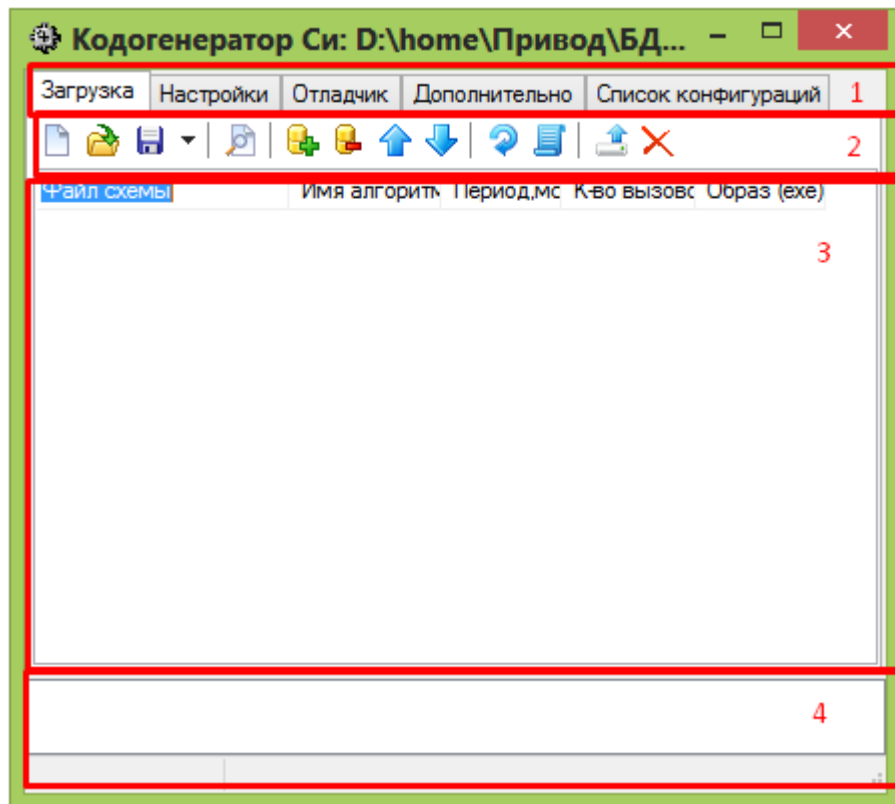 Кодогенератор Си: D:\home\Привод\БД...
Загрузка Настройки Отладчик Дополнительно Список конфигураций 1
2
Файл схемы Имя алгоритм Период,мс К-во вызовс Образ (exe)
3
4